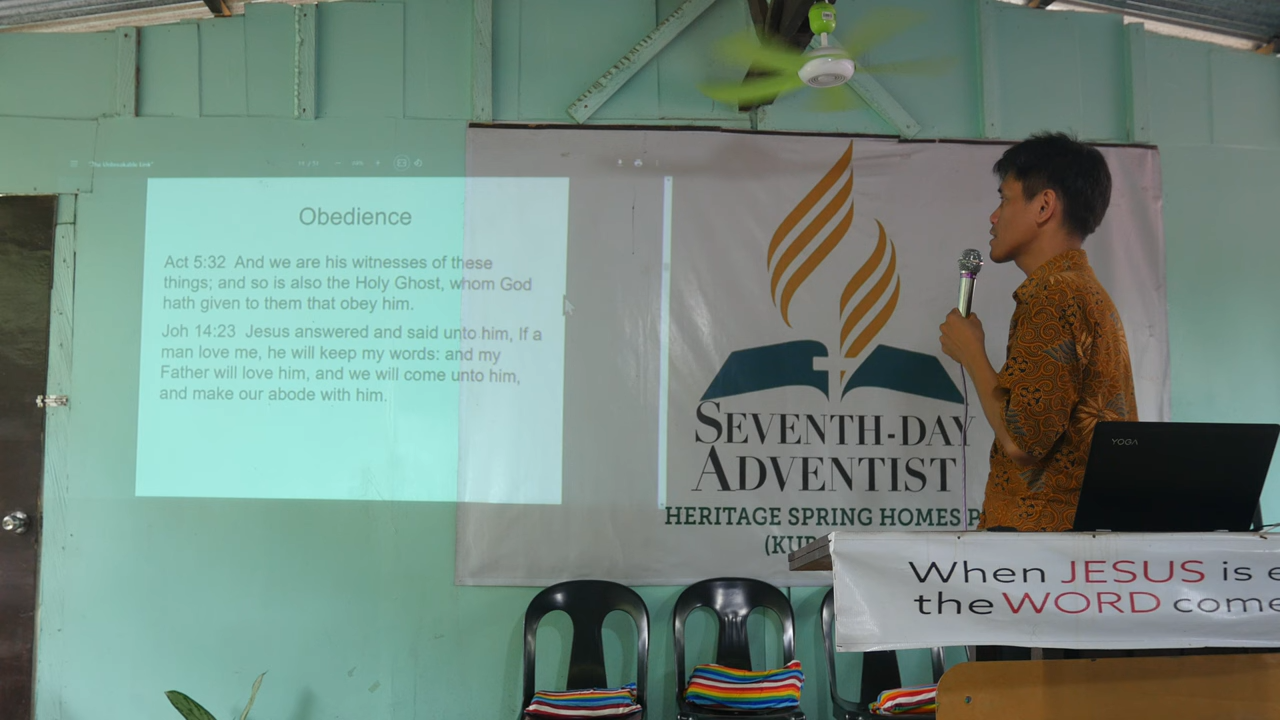 "The Unbreakable Link"
Obedience
Act 5:32 And we are his witnesses of these
things; and so is also the Holy Ghost, whom God
hath given to them that obey him.
Joh 14:23 Jesus answered and said unto him, If a
man love me, he will keep my words: and my
Father will love him, and we will come unto him,
and make our abode with him.
SEVENTH-DAY
ADVENTIST
HERITAGE SPRING HOMES
YOGA
When JESUS is
the WORD come